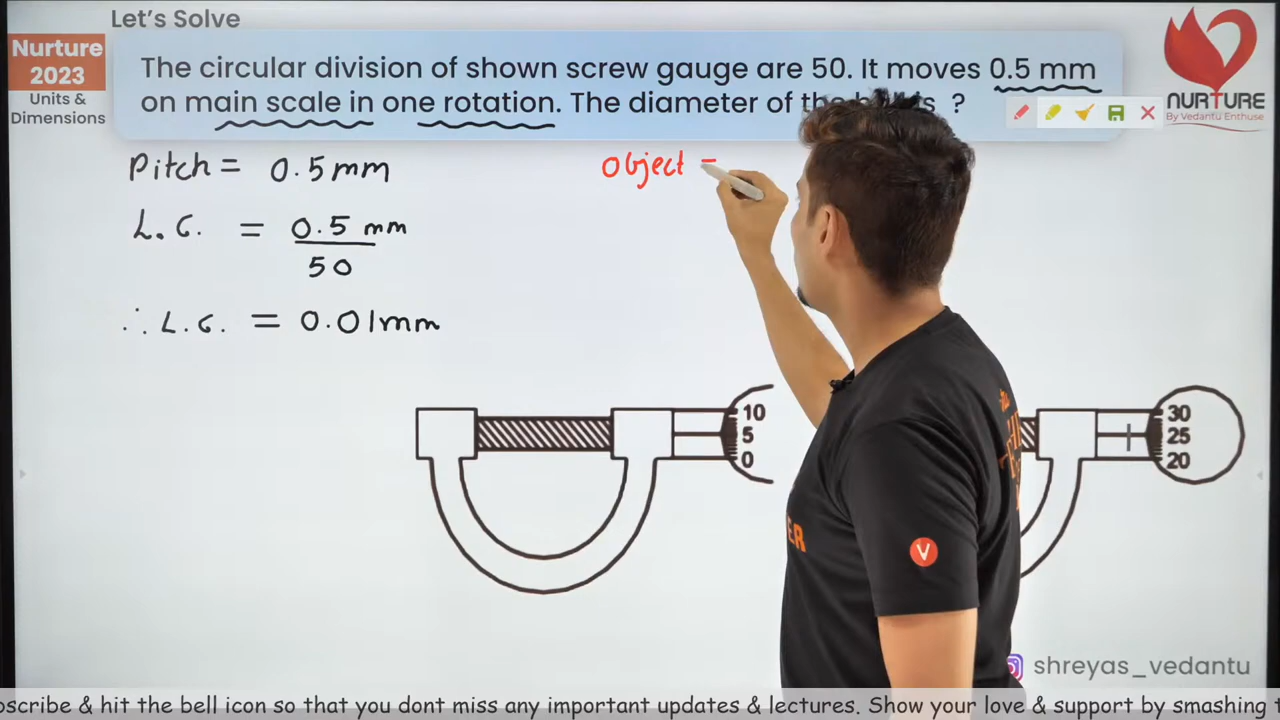 Let's Solve
Nurture
2023
Units &
Dimensions
The circular division of shown screw gauge are 50. It moves 0.5 mm
on main scale in one rotation. The diameter of the is ?
NURTURE
By Vedantu Enthuse
Pitch = 0.5 mm
Object =
L.C. = 0.5 mm
50
∴ L.C. = 0.01mm
10
5
0
30
25
20
V
shreyas_vedantu
scribe & hit the bell icon so that you dont miss any important updates & lectures. Show your love & support by smashing